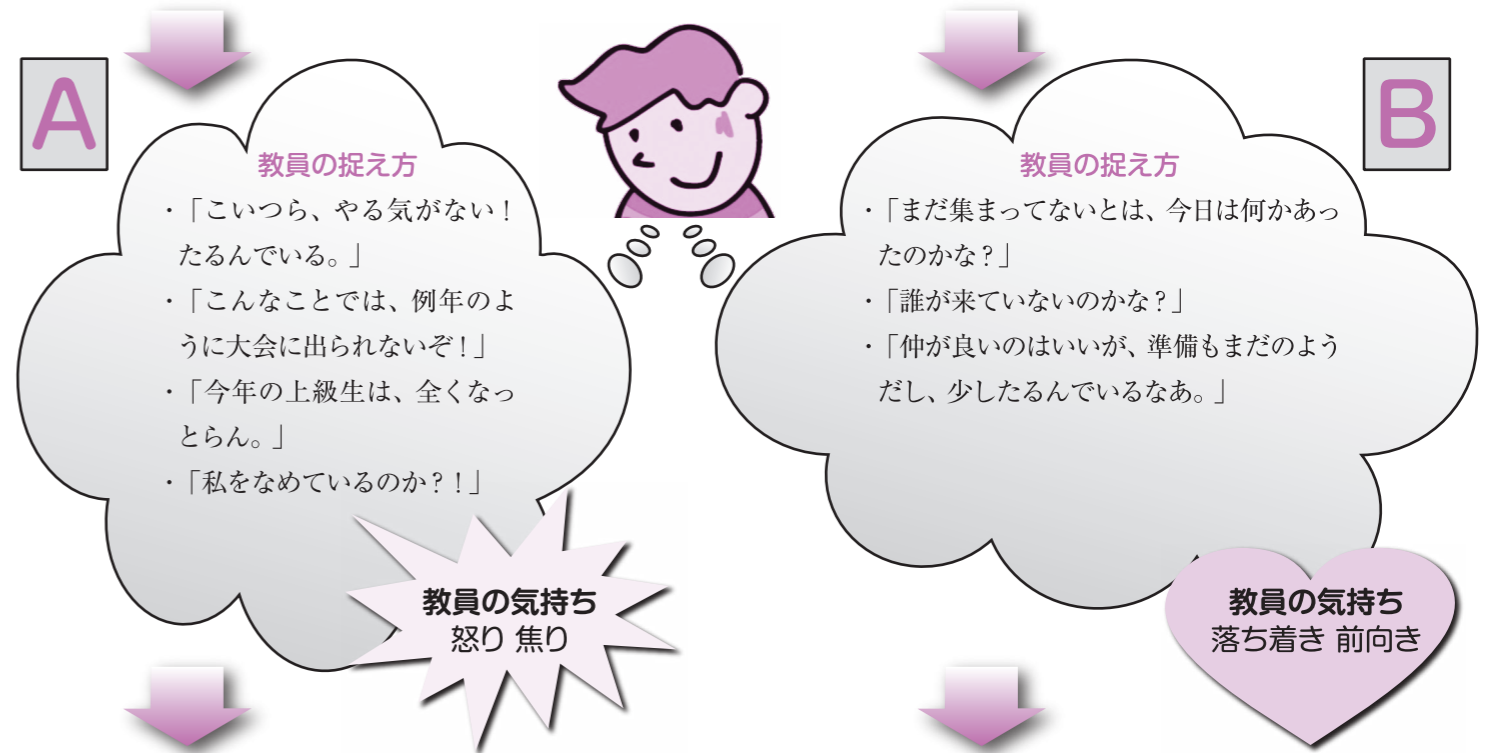 A
教員の捉え方
・「こいつら、やる気がない！
たるんでいる。」
・「こんなことでは、例年のよ
うに大会に出られないぞ！」
・「今年の上級生は、全くなっ
とらん。」
・「私をなめているのか？！」
教員の気持ち
怒り 焦り
B
教員の捉え方
・「まだ集まってないとは、今日は何かあっ
たのかな？」
・「誰が来ていないのかな？」
・「仲が良いのはいいが、準備もまだのよう
だし、少したるんでいるなあ。」
教員の気持ち
落ち着き 前向き